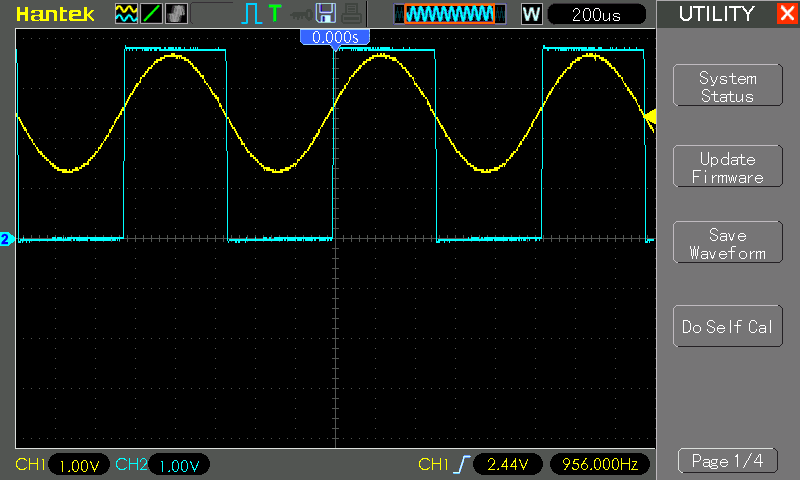 Hantek
T
W
200us
UTILITY
0.000s
System
Status
Update
Firmware
Save
Waveform
Do Self Cal
2
CH1 1.00V CH2 1.00V CH1 2.44V 956.000Hz
Page 1/4